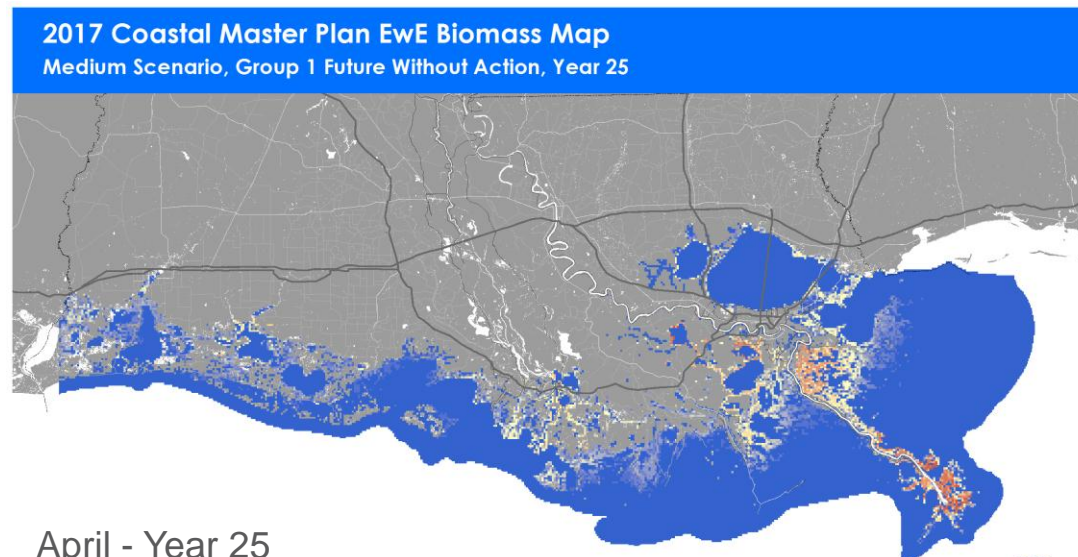 2017 Coastal Master Plan EwE Biomass Map
Medium Scenario, Group 1 Future Without Action, Year 25
April - Year 25